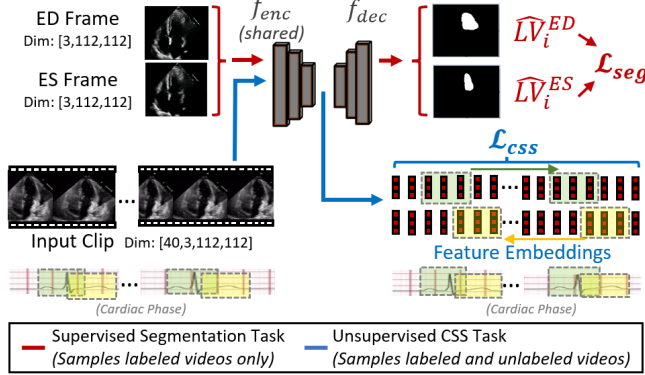 ED Frame
Dim: [3,112,112]
ES Frame
Dim: [3,112,112]
f_enc
(shared)
f_dec
\widehat{LV}_i^{ED}
\widehat{LV}_i^{ES}
ℒ_seg
ℒ_css
...
...
...
Input Clip Dim: [40,3,112,112]
Feature Embeddings
...
(Cardiac Phase)
...
(Cardiac Phase)
Supervised Segmentation Task
(Samples labeled videos only)
Unsupervised CSS Task
(Samples labeled and unlabeled videos)